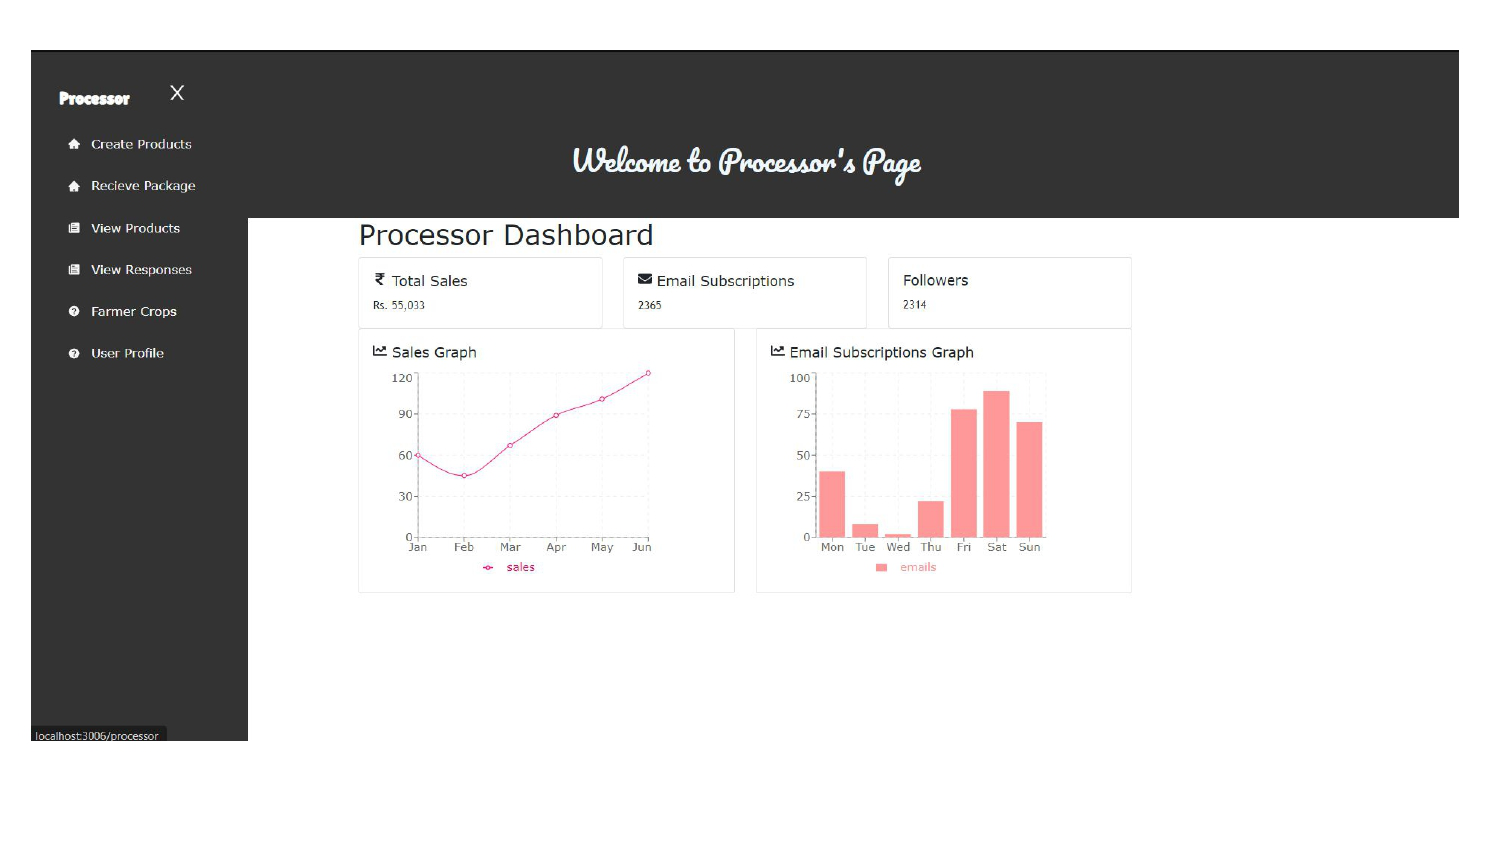 Processor X
Create Products
Recieve Package
View Products
View Responses
Farmer Crops
User Profile
localhost:3006/processor
Welcome to Processor's Page
Processor Dashboard
₹ Total Sales
Rs. 55,033
Email Subscriptions
2365
Followers
2314
Sales Graph
120
90
60
30
0
Jan Feb Mar Apr May Jun
sales
Email Subscriptions Graph
100
75
50
25
0
Mon Tue Wed Thu Fri Sat Sun
emails